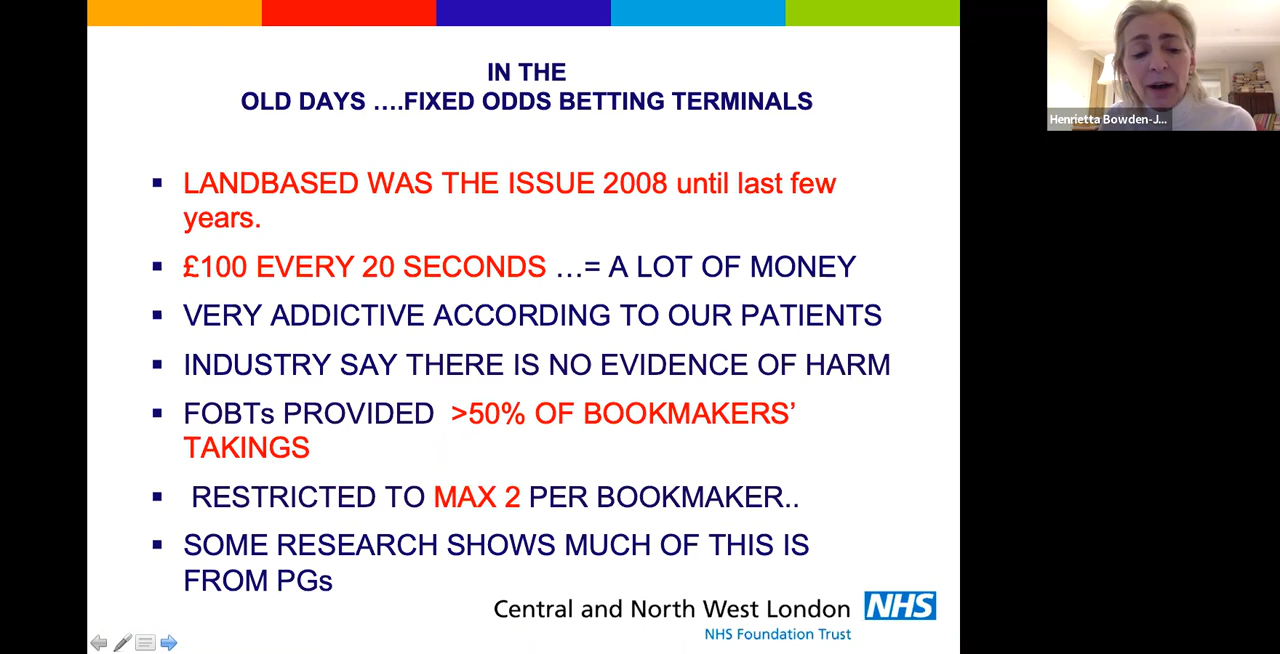 IN THE
OLD DAYS ....FIXED ODDS BETTING TERMINALS
▪ LANDBASED WAS THE ISSUE 2008 until last few
years.
▪ £100 EVERY 20 SECONDS ...= A LOT OF MONEY
▪ VERY ADDICTIVE ACCORDING TO OUR PATIENTS
▪ INDUSTRY SAY THERE IS NO EVIDENCE OF HARM
▪ FOBTs PROVIDED >50% OF BOOKMAKERS’
TAKINGS
▪ RESTRICTED TO MAX 2 PER BOOKMAKER..
▪ SOME RESEARCH SHOWS MUCH OF THIS IS
FROM PGs
Central and North West London NHS
NHS Foundation Trust
Henrietta Bowden-J...